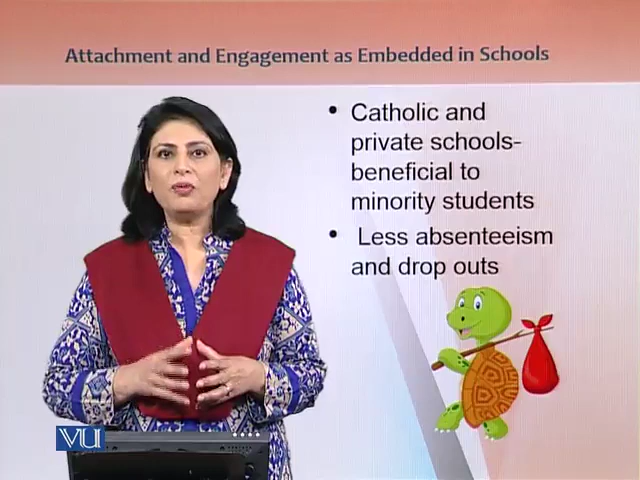 Attachment and Engagement as Embedded in Schools
• Catholic and
private schools-
beneficial to
minority students
• Less absenteeism
and drop outs
VU